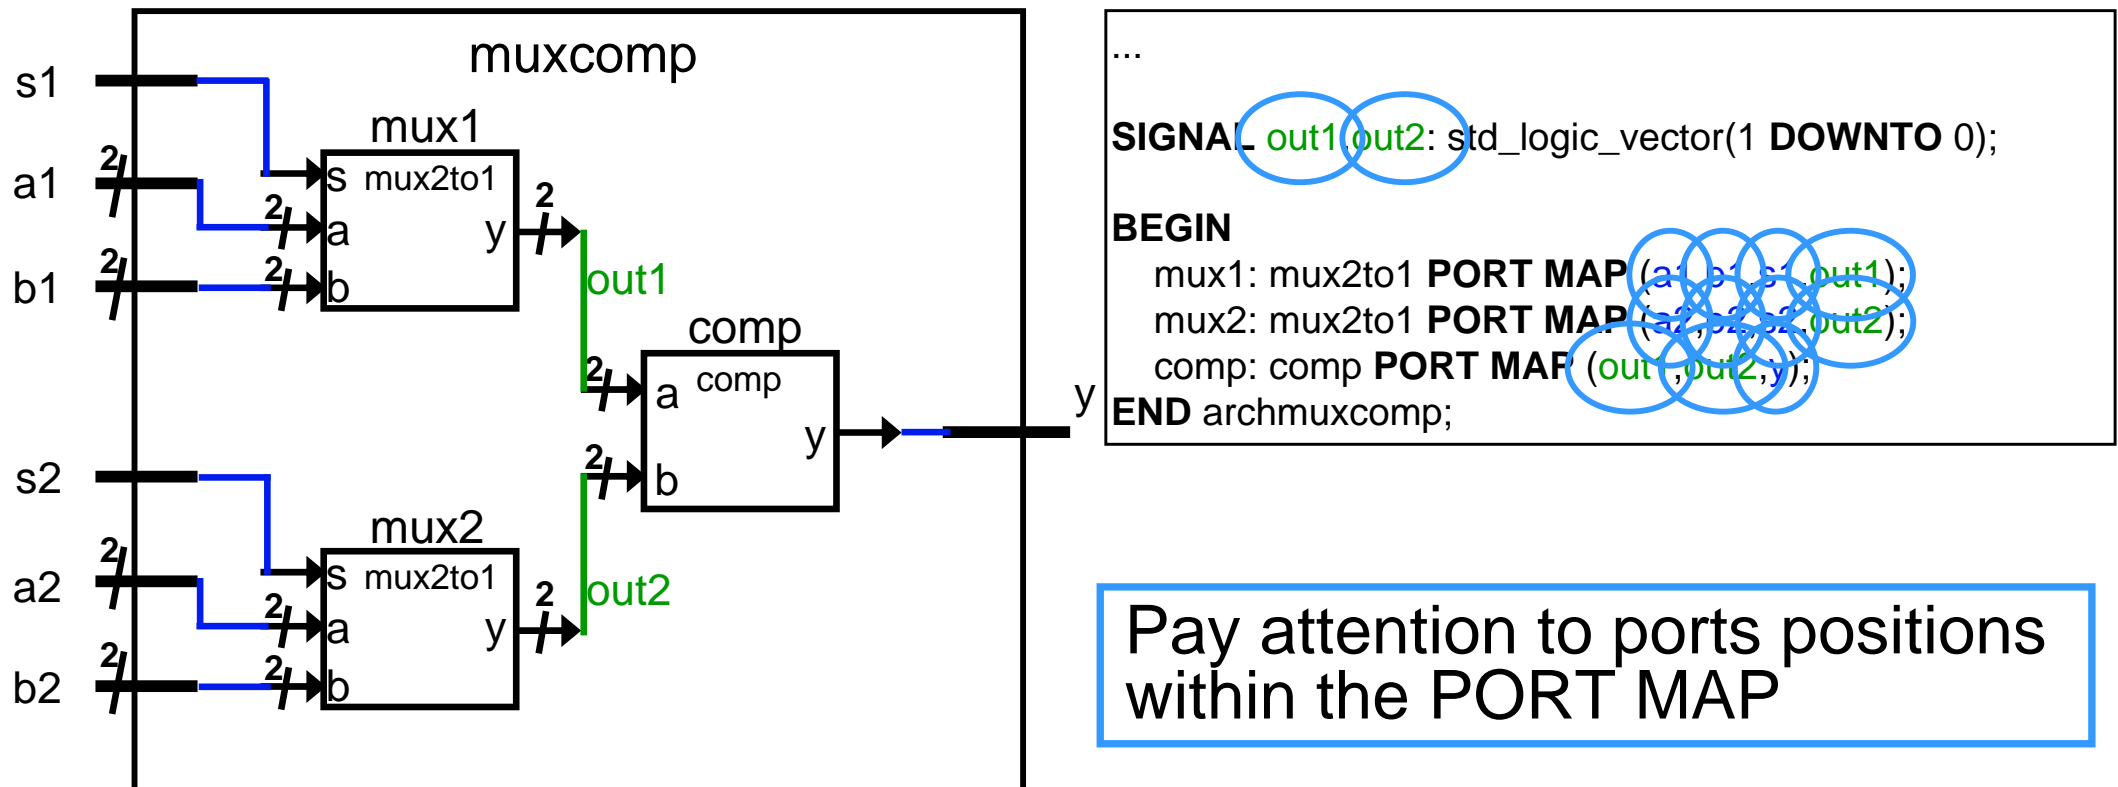 muxcomp
s1
mux1
2
s mux2to1
2
a1
2
a
y
2
b1
2
b
out1
comp
2
a
comp
y
y
2
b
s2
mux2
2
s mux2to1
2
a2
2
a
y
out2
2
b2
2
b
...
SIGNAL out1,out2: std_logic_vector(1 DOWNTO 0);
BEGIN
mux1: mux2to1 PORT MAP (a1,b1,s1,out1);
mux2: mux2to1 PORT MAP (a2,b2,s2,out2);
comp: comp PORT MAP (out1,out2,y);
END archmuxcomp;
Pay attention to ports positions
within the PORT MAP